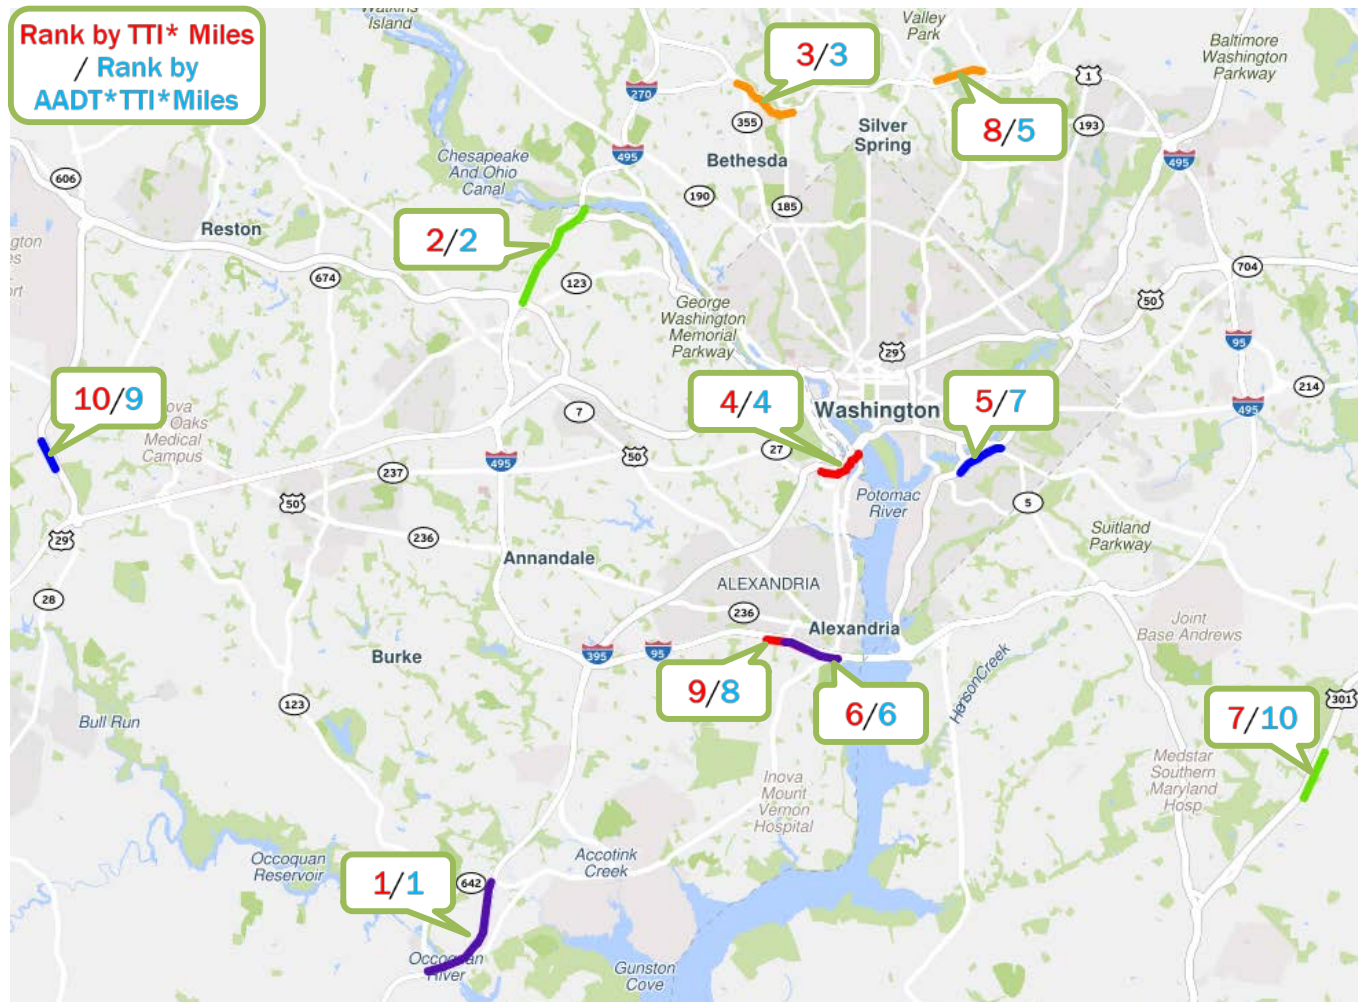 Rank by TTI* Miles
/ Rank by
AADT*TTI*Miles
Island
Valley
Park
3/3
Baltimore
Washington
Parkway
270
1
355
8/5
193
Silver
Spring
Chesapeake
And Ohio
Canal
495
Bethesda
495
606
190
185
Reston
2/2
674
123
704
50
George
Washington
Memorial
Parkway
29
95
10/9
4/4
Washington
5/7
214
495
7
Oaks
Medical
Campus
50
27
237
495
Potomac
River
50
5
29
236
Suitland
Parkway
Annandale
ALEXANDRIA
28
236
Alexandria
Joint
Base Andrews
Burke
395
95
HensonCreek
9/8
6/6
123
7/10
301
Bull Run
Medstar
Southern
Maryland
Hosp
Inova
Mount
Vernon
Hospital
Occoquan
Reservoir
Accotink
Creek
1/1
642
Occoquan
River
Gunston
Cove